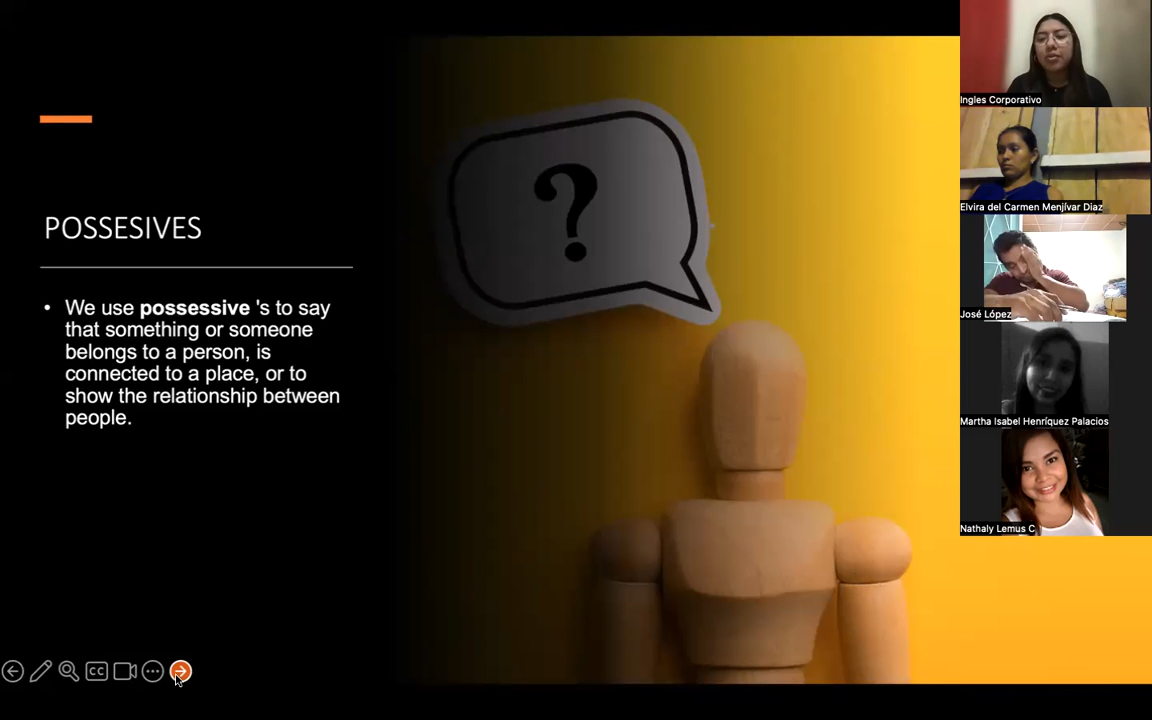 POSSESIVES
• We use possessive 's to say
that something or someone
belongs to a person, is
connected to a place, or to
show the relationship between
people.
?
CC
Ingles Corporativo
Elvira del Carmen Menjívar Diaz
José López
Martha Isabel Henríquez Palacios
Nathaly Lemus C